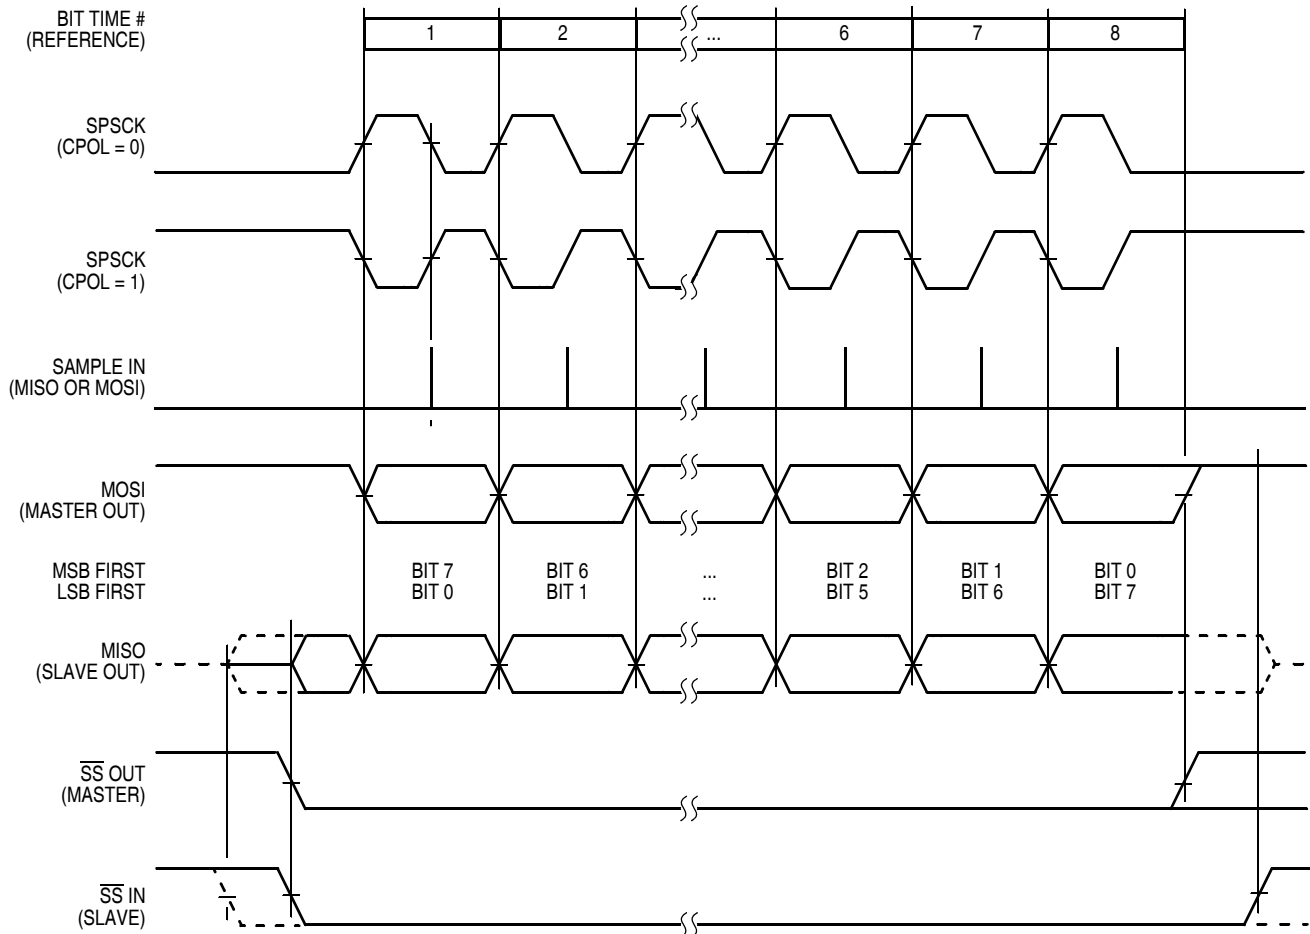 BIT TIME #
(REFERENCE)
1 2 ... 6 7 8
SPSCK
(CPOL = 0)
SPSCK
(CPOL = 1)
SAMPLE IN
(MISO OR MOSI)
MOSI
(MASTER OUT)
MSB FIRST BIT 7 BIT 6 ... BIT 2 BIT 1 BIT 0
LSB FIRST BIT 0 BIT 1 ... BIT 5 BIT 6 BIT 7
MISO
(SLAVE OUT)
S̅S̅ OUT
(MASTER)
S̅S̅ IN
(SLAVE)